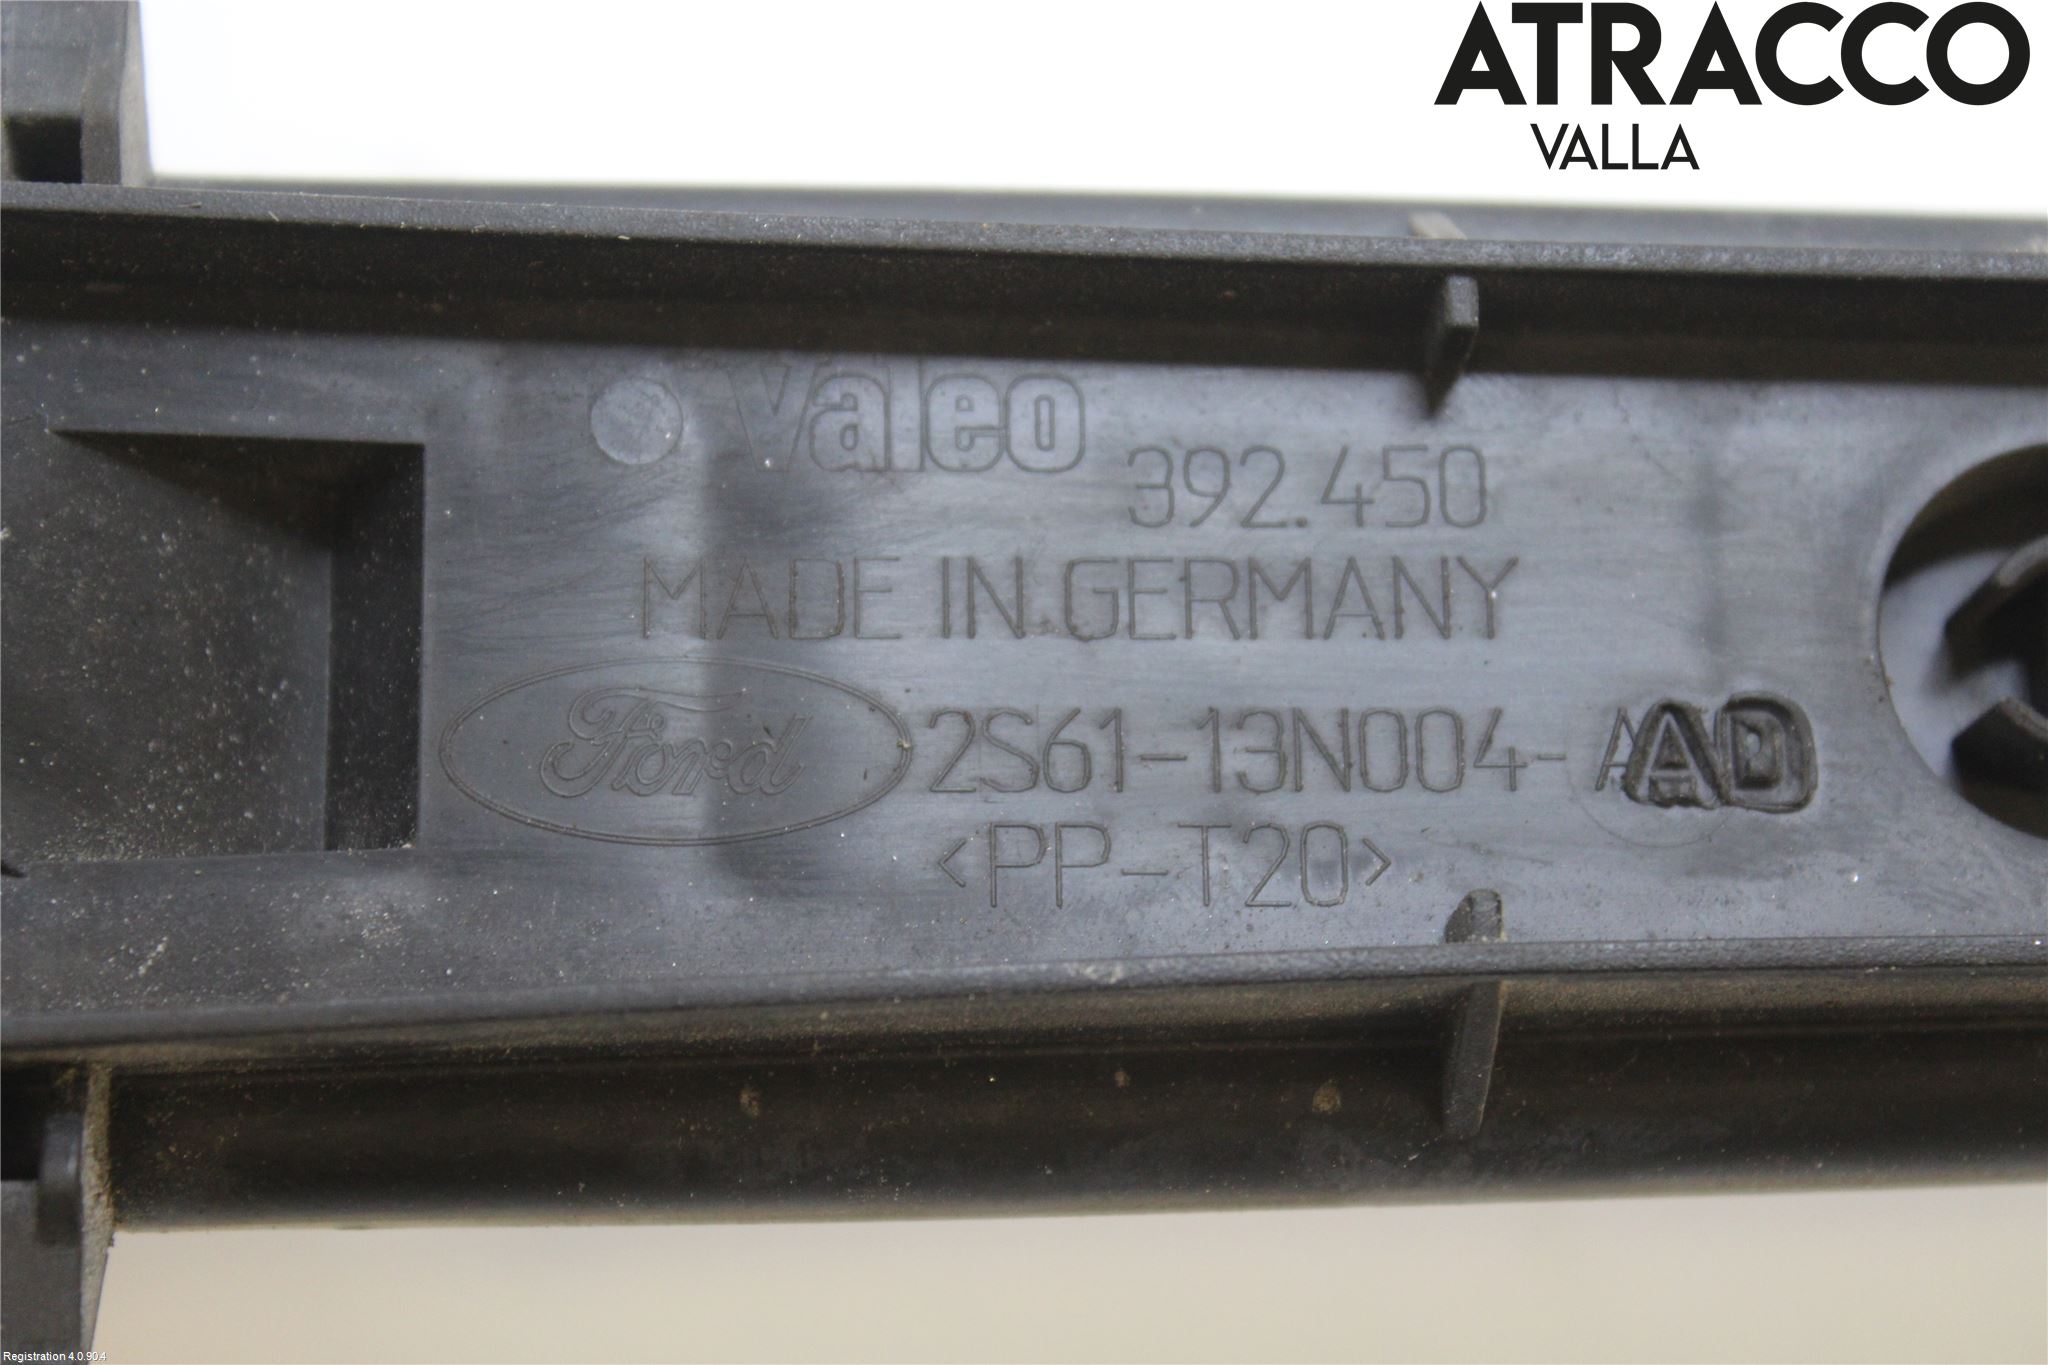 ATRACCO
VALLA
Valeo
392.450
MADE IN GERMANY
Ford 2S61-13N004-AD
<PP-T20>
Registration 4.0.90.4